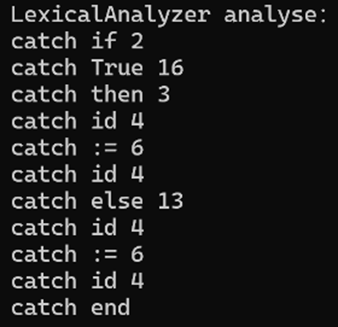 LexicalAnalyzer analyse:
catch if 2
catch True 16
catch then 3
catch id 4
catch := 6
catch id 4
catch else 13
catch id 4
catch := 6
catch id 4
catch end